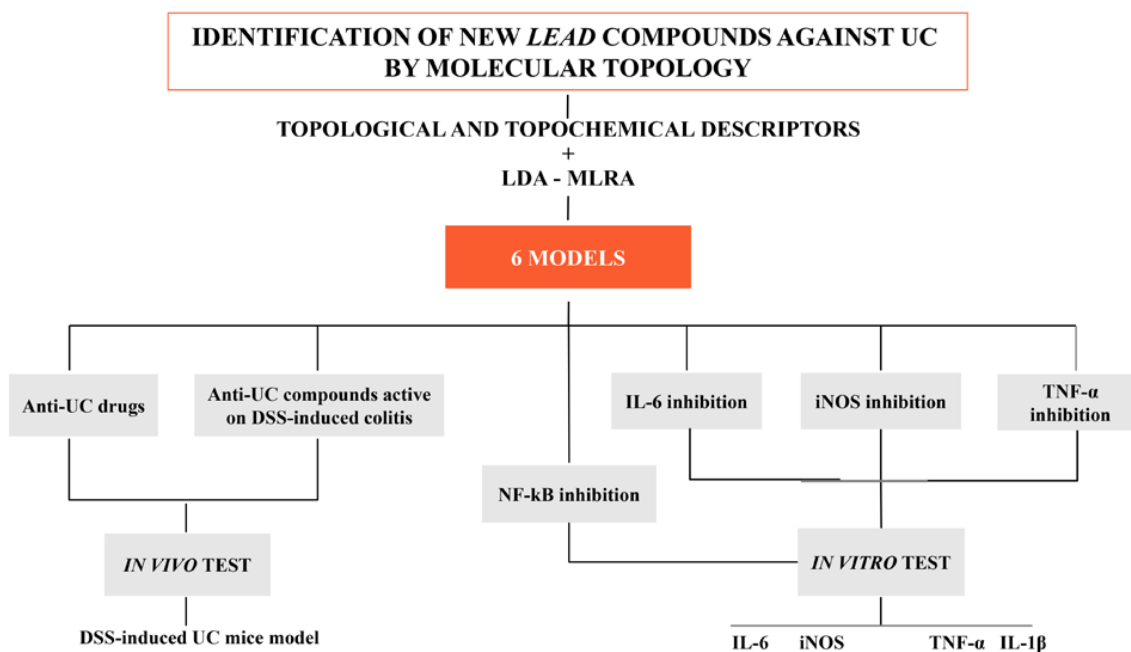 IDENTIFICATION OF NEW LEAD COMPOUNDS AGAINST UC
BY MOLECULAR TOPOLOGY
TOPOLOGICAL AND TOPOCHEMICAL DESCRIPTORS
+
LDA - MLRA
6 MODELS
Anti-UC drugs
Anti-UC compounds active
on DSS-induced colitis
NF-kB inhibition
IL-6 inhibition
iNOS inhibition
TNF-α
inhibition
IN VIVO TEST
IN VITRO TEST
DSS-induced UC mice model
IL-6 iNOS TNF-α IL-1β